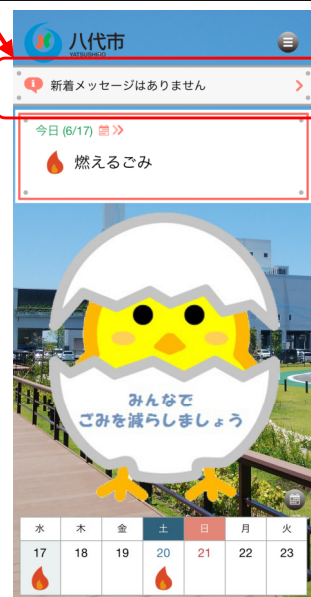 八代市
YATSUSHIRO
新着メッセージはありません
今日 (6/17)
燃えるごみ
みんなで
ごみを減らしましょう
水 木 金 土 日 月 火
17 18 19 20 21 22 23